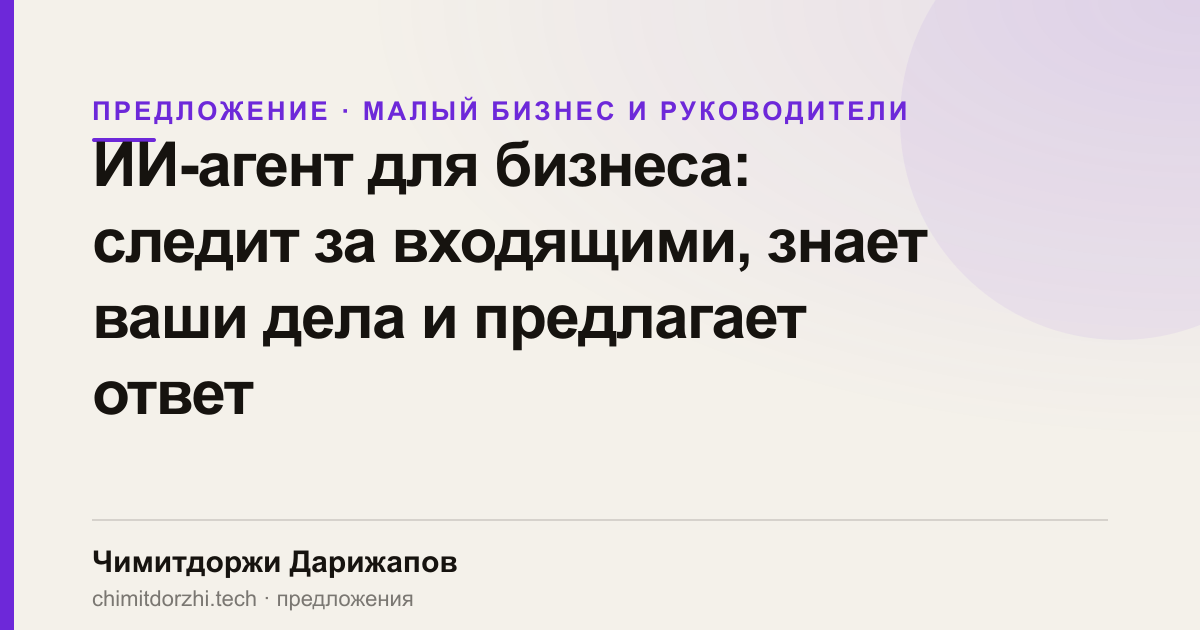 ПРЕДЛОЖЕНИЕ · МАЛЫЙ БИЗНЕС И РУКОВОДИТЕЛИ
ИИ-агент для бизнеса:
следит за входящими, знает
ваши дела и предлагает
ответ
Чимитдоржи Дарижапов
chimitdorzhi.tech · предложения